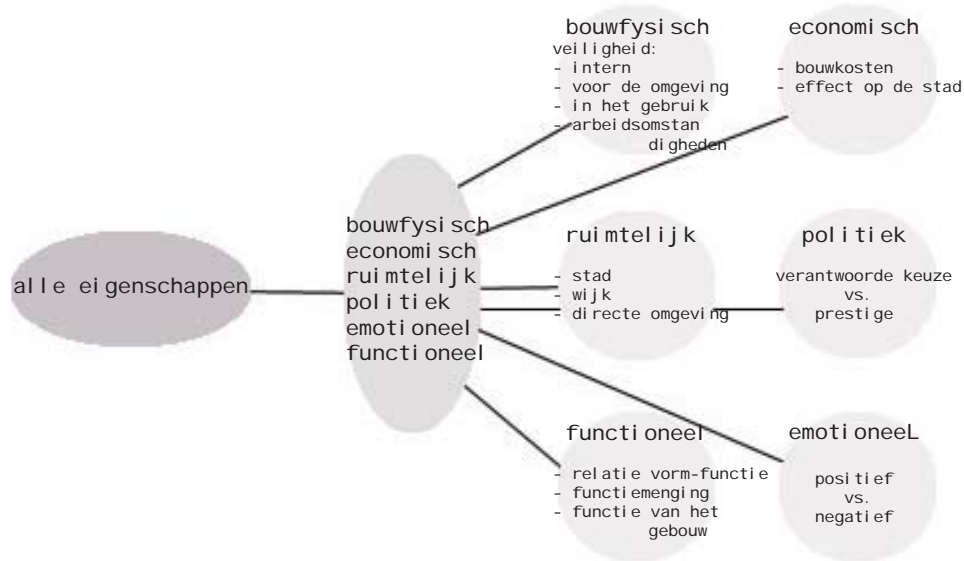 alle eigenschappen
bouwfysisch
economisch
ruimtelijk
politiek
emotioneel
functioneel
bouwfysisch
veiligheid:
- intern
- voor de omgeving
- in het gebruik
- arbeidsomstan
digheden
economisch
- bouwkosten
- effect op de stad
ruimtelijk
- stad
- wijk
- directe omgeving
politiek
verantwoorde keuze
vs.
prestige
functioneel
- relatie vorm-functie
- functiemenging
- functie van het
gebouw
emotioneeL
positief
vs.
negatief